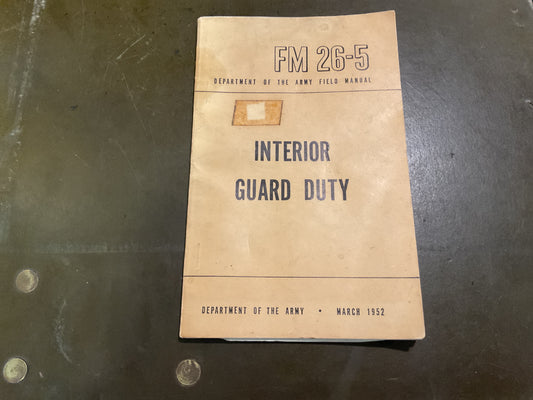 FM 26-5
DEPARTMENT OF THE ARMY FIELD MANUAL
INTERIOR
GUARD DUTY
DEPARTMENT OF THE ARMY • MARCH 1952